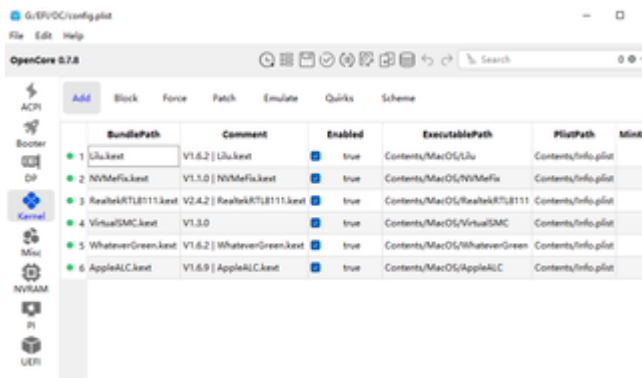 G:/EFI/OC/config.plist
File Edit Help
OpenCore 0.7.8
Search
0
ACPI
Booter
DP
Kernel
Misc
NVRAM
PI
UEFI
Add Block Force Patch Emulate Quirks Scheme
BundlePath Comment Enabled ExecutablePath PlistPath
1 Lilu.kext V1.6.2 | Lilu.kext true Contents/MacOS/Lilu Contents/Info.plist
2 NVMeFix.kext V1.1.0 | NVMeFix.kext true Contents/MacOS/NVMeFix Contents/Info.plist
3 RealtekRTL8111.kext V2.4.2 | RealtekRTL8111.kext true Contents/MacOS/RealtekRTL8111 Contents/Info.plist
4 VirtualSMC.kext V1.3.0 true Contents/MacOS/VirtualSMC Contents/Info.plist
5 WhateverGreen.kext V1.6.2 | WhateverGreen.kext true Contents/MacOS/WhateverGreen Contents/Info.plist
6 AppleALC.kext V1.6.9 | AppleALC.kext true Contents/MacOS/AppleALC Contents/Info.plist